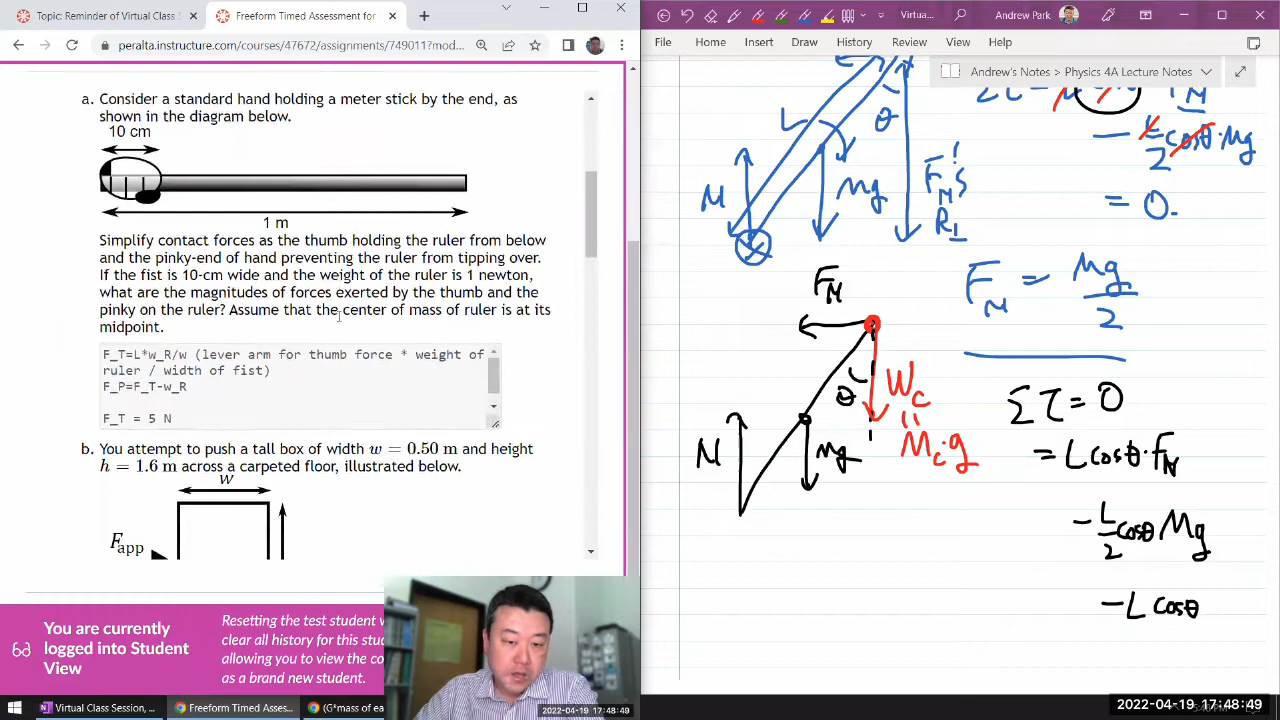 Topic Reminder of Virtual Class S
Freeform Timed Assessment for
peralta.instructure.com/courses/47672/assignments/749011?mod...
a. Consider a standard hand holding a meter stick by the end, as
shown in the diagram below.
10 cm
1 m
Simplify contact forces as the thumb holding the ruler from below
and the pinky-end of hand preventing the ruler from tipping over.
If the fist is 10-cm wide and the weight of the ruler is 1 newton,
what are the magnitudes of forces exerted by the thumb and the
pinky on the ruler? Assume that the center of mass of ruler is at its
midpoint.
F_T=L*w_R/w (lever arm for thumb force * weight of
ruler / width of fist)
F_P=F_T-w_R
F_T = 5 N
b. You attempt to push a tall box of width w = 0.50 m and height
h = 1.6 m across a carpeted floor, illustrated below.
w
F_app
You are currently
logged into Student
View
Resetting the test student w
clear all history for this stu
allowing you to view the co
as a brand new student.
Virtual Class Session, ...
Freeform Timed Asses...
(G*mass of ea
2022-04-19 17:48:49
Virtua...
Andrew Park
File Home Insert Draw History Review View
Andrew's Notes > Physics 4A Lecture Notes
L
θ
N
Mg
- L/2 cosθ·Mg
= 0.
F_N = Mg/2
F_N
θ
W_c
=
M_c·g
N
Mg
Στ = 0
= L cosθ·F_N
- L/2 cosθ Mg
- L cosθ
2022-04-19 17:48:49